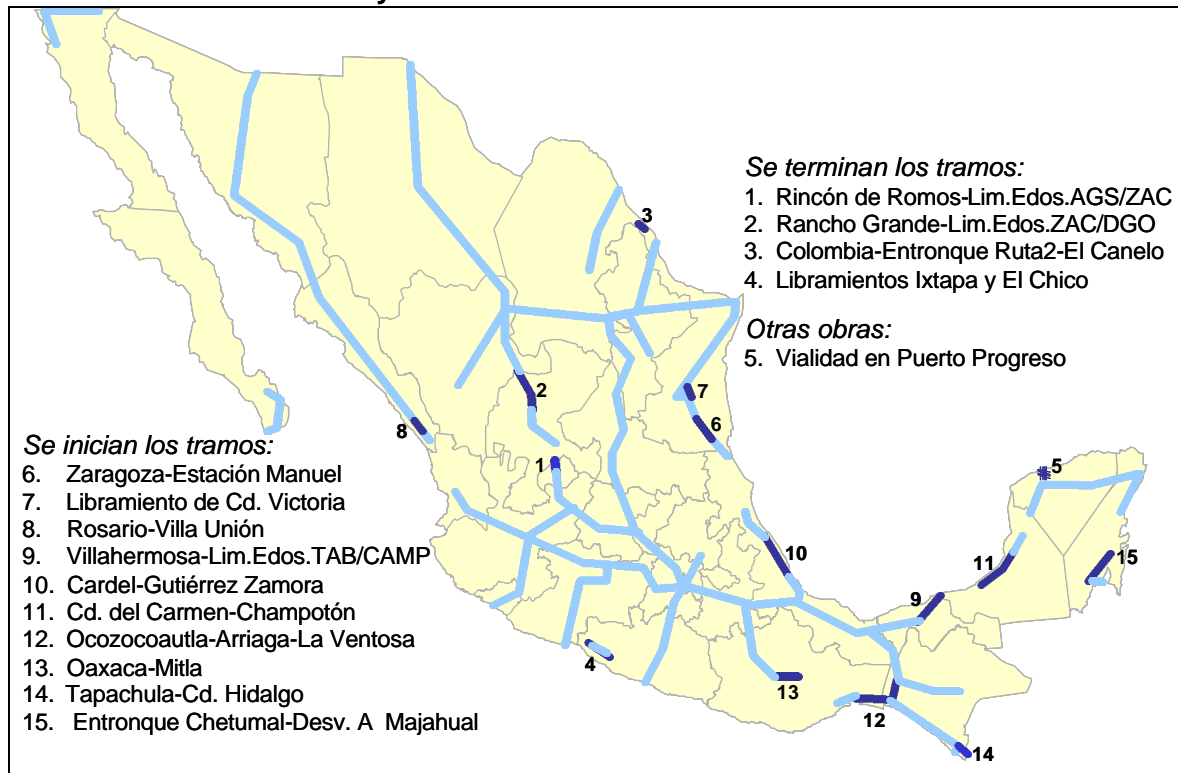 Se terminan los tramos:
1. Rincón de Romos-Lim.Edos.AGS/ZAC
2. Rancho Grande-Lim.Edos.ZAC/DGO
3. Colombia-Entronque Ruta2-El Canelo
4. Libramientos Ixtapa y El Chico
Otras obras:
5. Vialidad en Puerto Progreso
Se inician los tramos:
6. Zaragoza-Estación Manuel
7. Libramiento de Cd. Victoria
8. Rosario-Villa Unión
9. Villahermosa-Lim.Edos.TAB/CAMP
10. Cardel-Gutiérrez Zamora
11. Cd. del Carmen-Champotón
12. Ocozocoautla-Arriaga-La Ventosa
13. Oaxaca-Mitla
14. Tapachula-Cd. Hidalgo
15. Entronque Chetumal-Desv. A Majahual
3
2
7
6
8
1
5
10
11
15
9
4
13
12
14